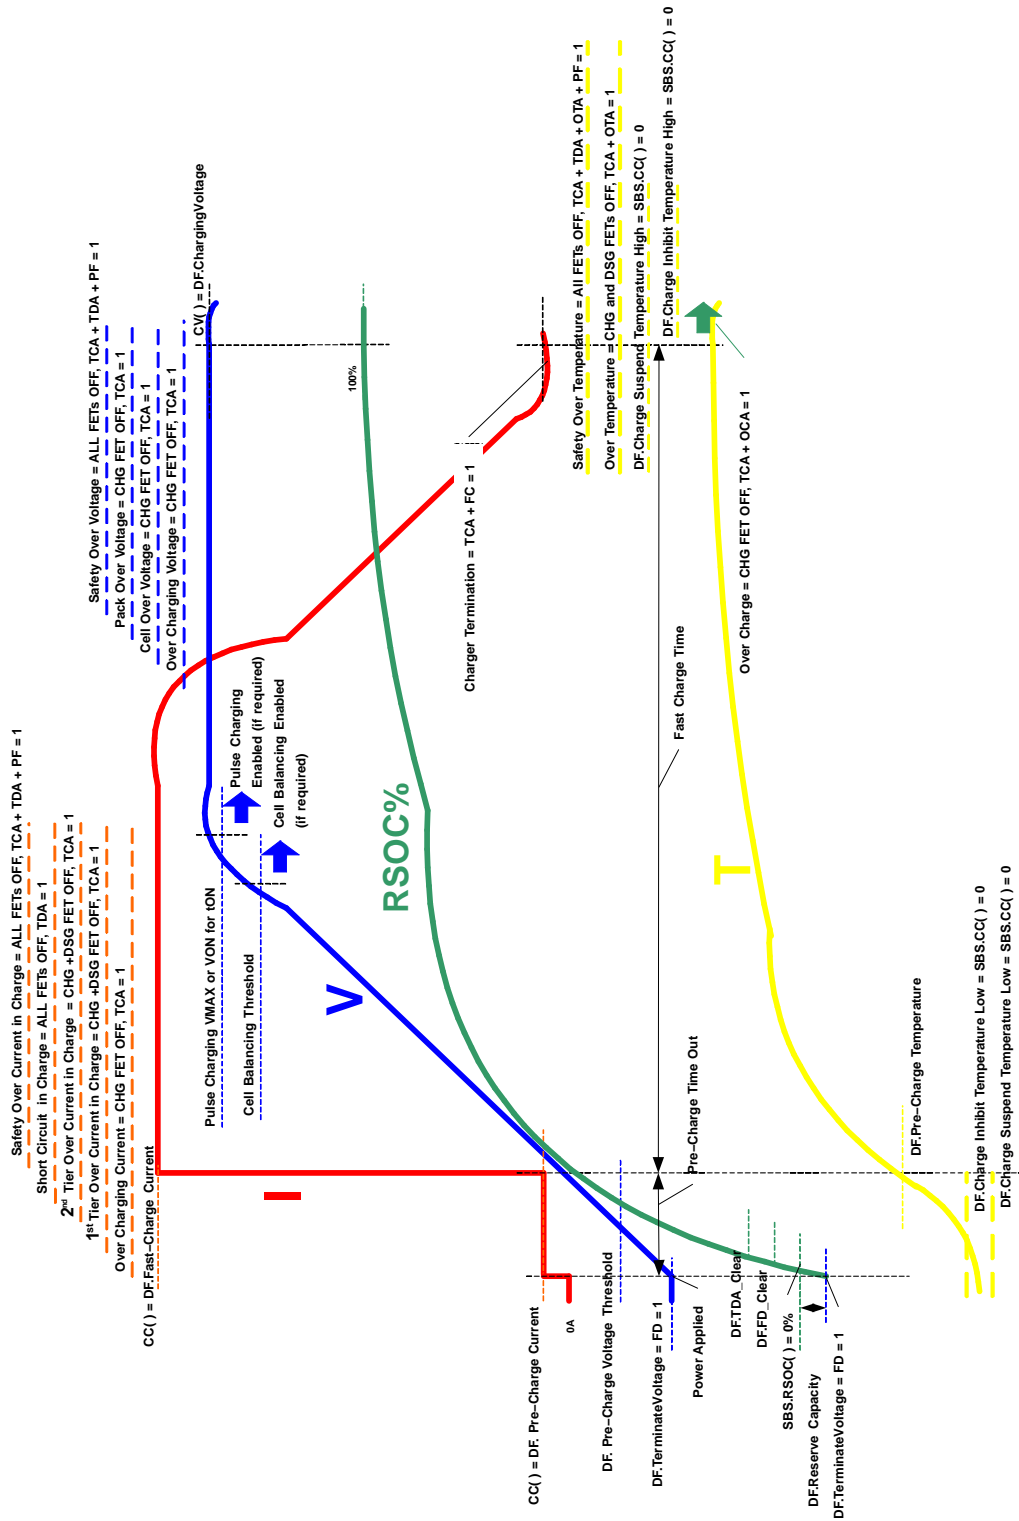 Safety Over Current in Charge = ALL FETs OFF, TCA + TDA + PF = 1
Short Circuit in Charge = ALL FETs OFF, TDA = 1
2nd Tier Over Current in Charge = CHG +DSG FET OFF, TCA = 1
1st Tier Over Current in Charge = CHG +DSG FET OFF, TCA = 1
Over Charging Current = CHG FET OFF, TCA = 1
CC() = DF.Fast−Charge Current
Safety Over Voltage = ALL FETs OFF, TCA + TDA + PF = 1
Pack Over Voltage = CHG FET OFF, TCA = 1
Cell Over Voltage = CHG FET OFF, TCA = 1
Over Charging Voltage = CHG FET OFF, TCA = 1
CV( ) = DF.ChargingVoltage
Pulse Charging VMAX or VON for tON
Pulse Charging
Enabled (if required)
Cell Balancing Threshold
Cell Balancing Enabled
(if required)
I
V
RSOC%
100%
Charger Termination = TCA + FC = 1
CC( ) = DF. Pre−Charge Current
0A
Safety Over Temperature = All FETs OFF, TCA + TDA + OTA + PF = 1
Over Temperature = CHG and DSG FETs OFF, TCA + OTA = 1
DF.Charge Suspend Temperature High = SBS.CC( ) = 0
DF.Charge Inhibit Temperature High = SBS.CC( ) = 0
DF. Pre−Charge Voltage Threshold
DF.TerminateVoltage = FD = 1
Power Applied
Pre−Charge Time Out
Fast Charge Time
DF.TDA_Clear
DF.FD_Clear
SBS.RSOC( ) = 0%
DF.Reserve Capacity
DF.TerminateVoltage = FD = 1
T
Over Charge = CHG FET OFF, TCA + OCA = 1
DF.Pre−Charge Temperature
DF.Charge Inhibit Temperature Low = SBS.CC( ) = 0
DF.Charge Suspend Temperature Low = SBS.CC( ) = 0